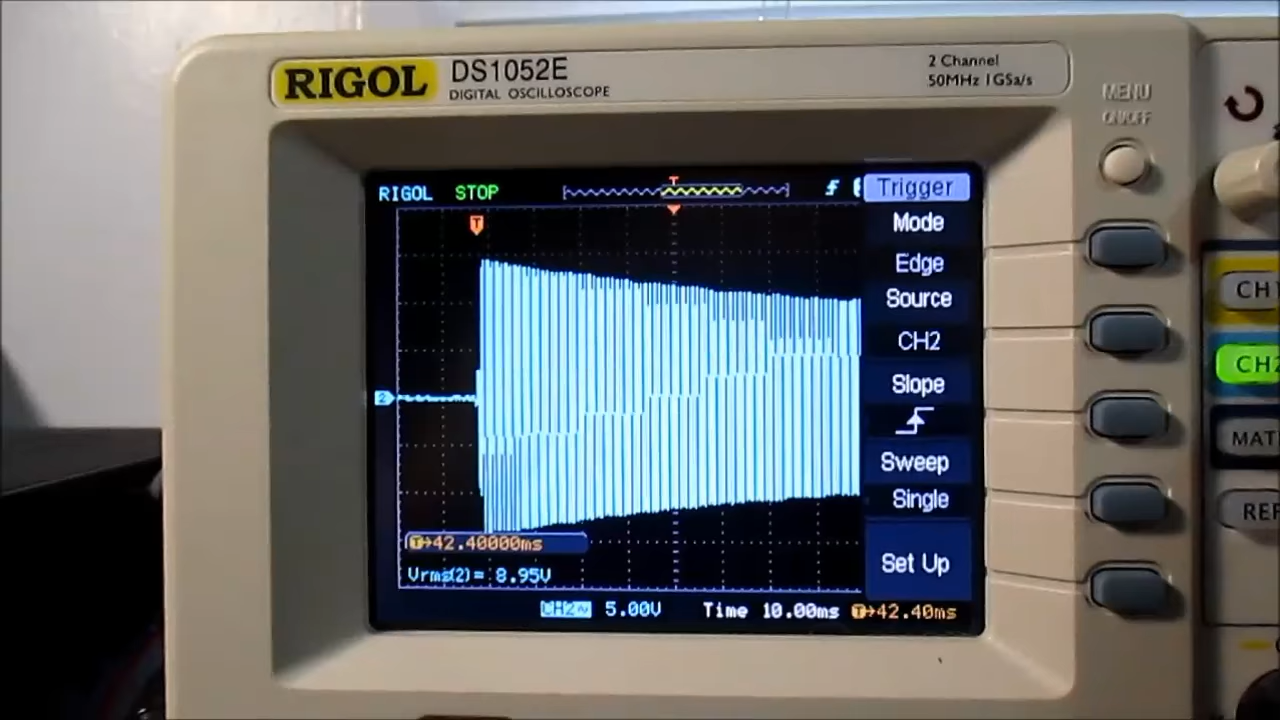 RIGOL DS1052E
DIGITAL OSCILLOSCOPE
2 Channel
50MHz 1GSa/s
MENU
ON/OFF
RIGOL STOP
T
T
Trigger
Mode
Edge
Source
CH2
Slope
Sweep
Single
Set Up
2
T→42.40000ms
Vrms(2)= 8.95V
CH2~ 5.00V Time 10.00ms T→42.40ms
CH1
CH2
MAT
REF